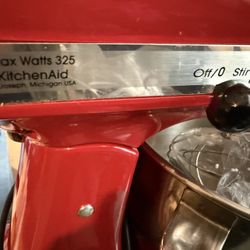 ax Watts 325
KitchenAid
Joseph, Michigan USA
Off/0 Stir